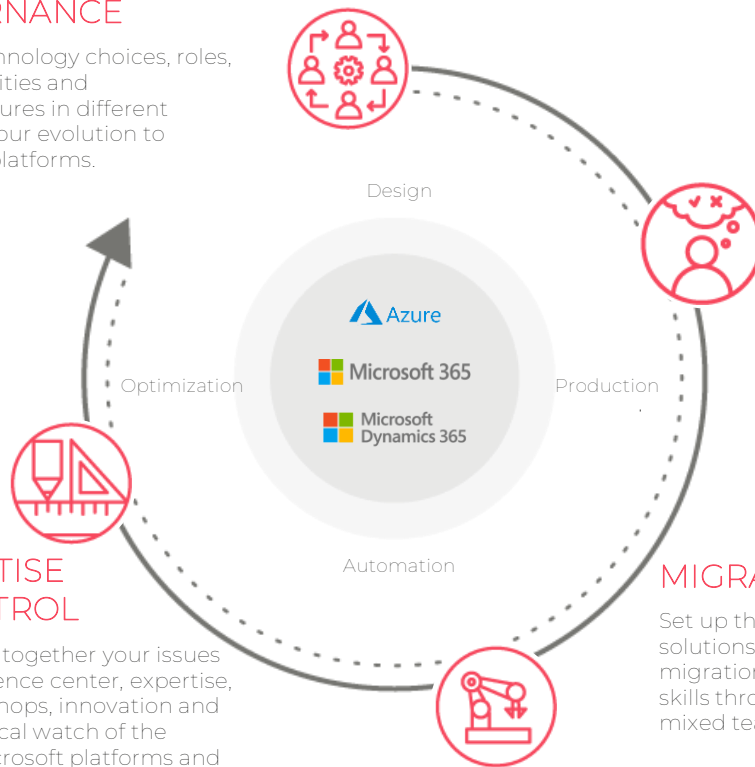 RNANCE
hnology choices, roles,
ities and
ures in different
our evolution to
platforms.
Design
Azure
Microsoft 365
Optimization
Production
Microsoft
Dynamics 365
Automation
TISE
TROL
together your issues
ence center, expertise,
hops, innovation and
cal watch of the
crosoft platforms and
MIGRA
Set up th
solutions
migration
skills thro
mixed tea